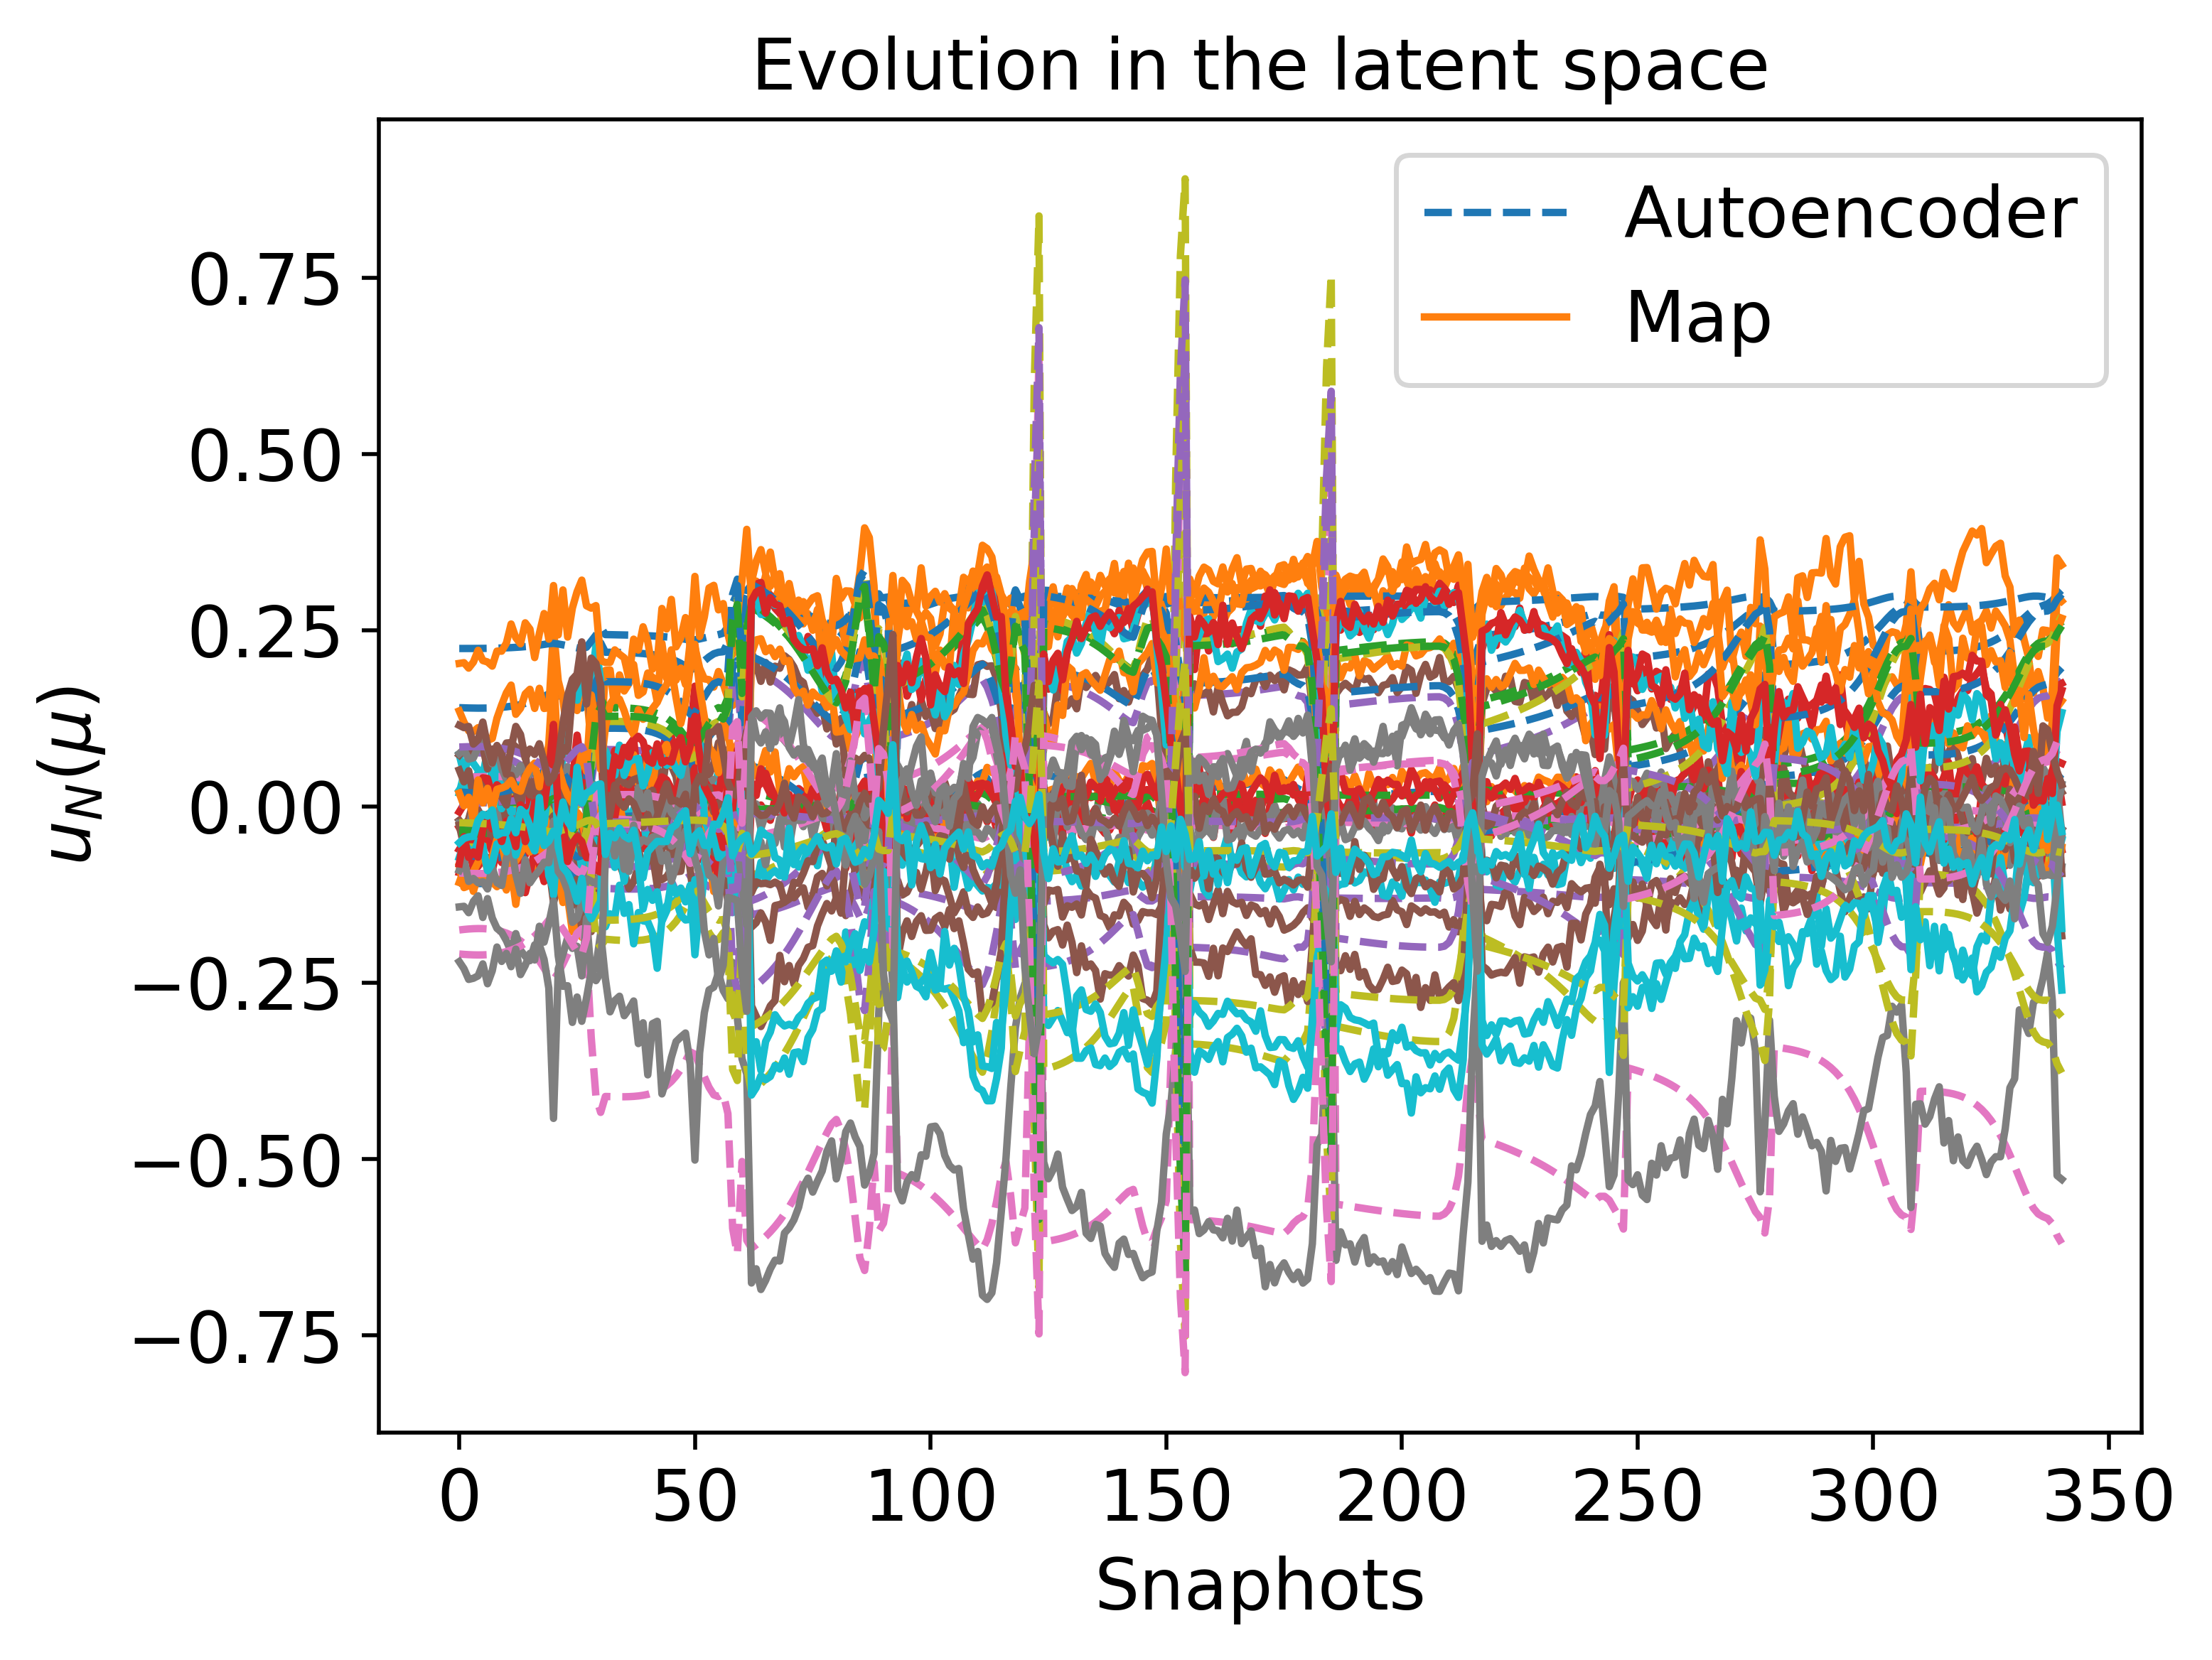 Evolution in the latent space
Autoencoder
Map
0.75
0.50
0.25
0.00
−0.25
−0.50
−0.75
u_N(μ)
0 50 100 150 200 250 300 350
Snaphots